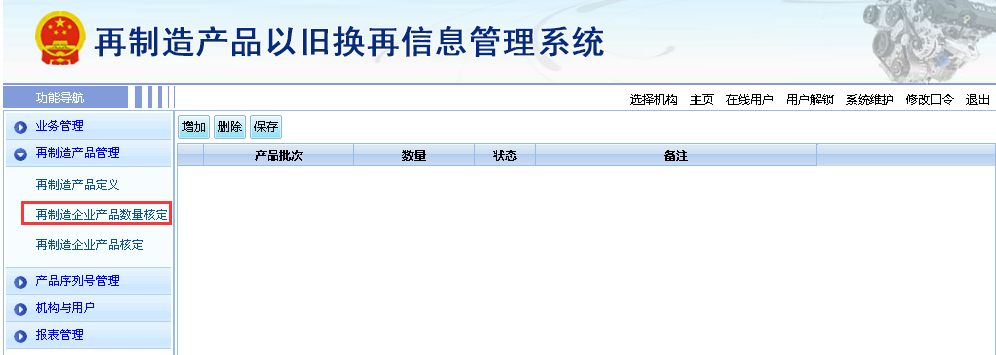 再制造产品以旧换再信息管理系统
功能导航
选择机构 主页 在线用户 用户解锁 系统维护 修改口令 退出
业务管理
再制造产品管理
再制造产品定义
再制造企业产品数量核定
再制造企业产品核定
产品序列号管理
机构与用户
报表管理
增加 删除 保存
产品批次 数量 状态 备注